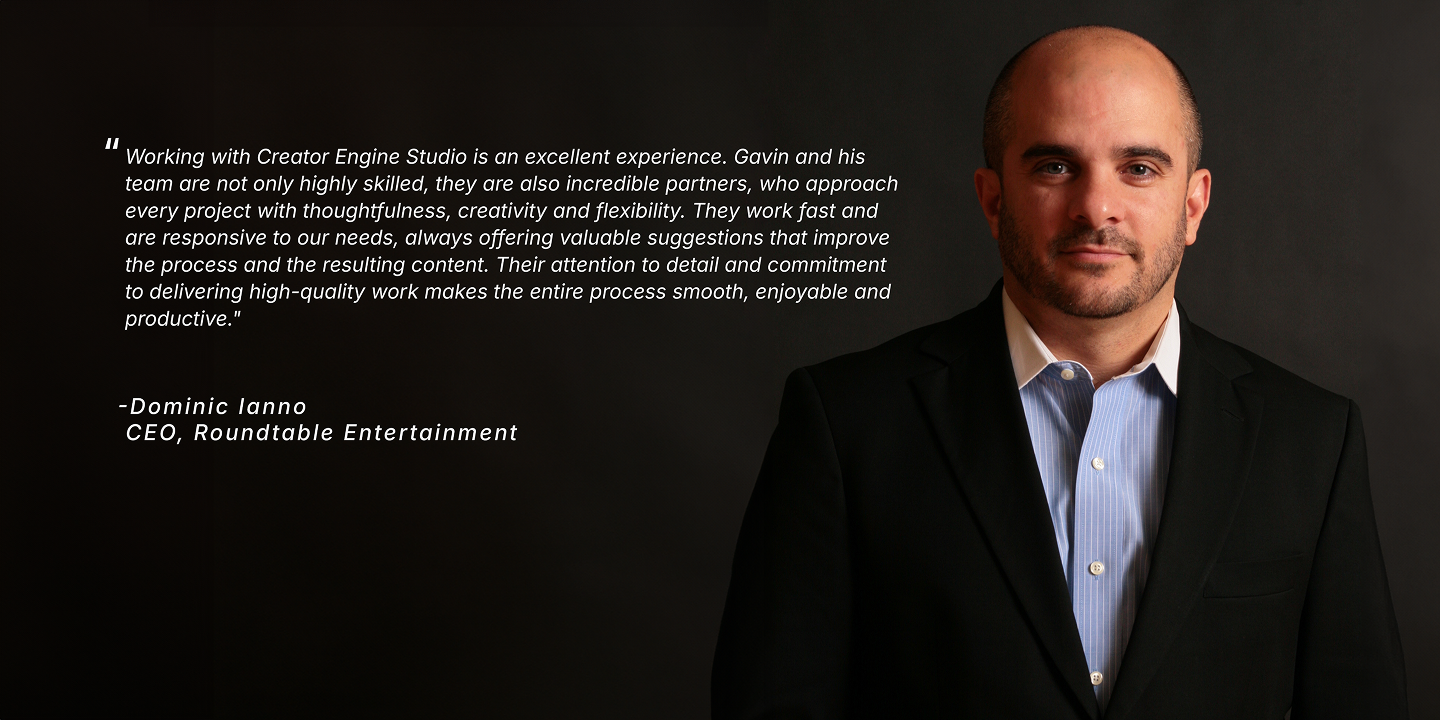 “ Working with Creator Engine Studio is an excellent experience. Gavin and his
team are not only highly skilled, they are also incredible partners, who approach
every project with thoughtfulness, creativity and flexibility. They work fast and
are responsive to our needs, always offering valuable suggestions that improve
the process and the resulting content. Their attention to detail and commitment
to delivering high-quality work makes the entire process smooth, enjoyable and
productive."
-Dominic Ianno
CEO, Roundtable Entertainment